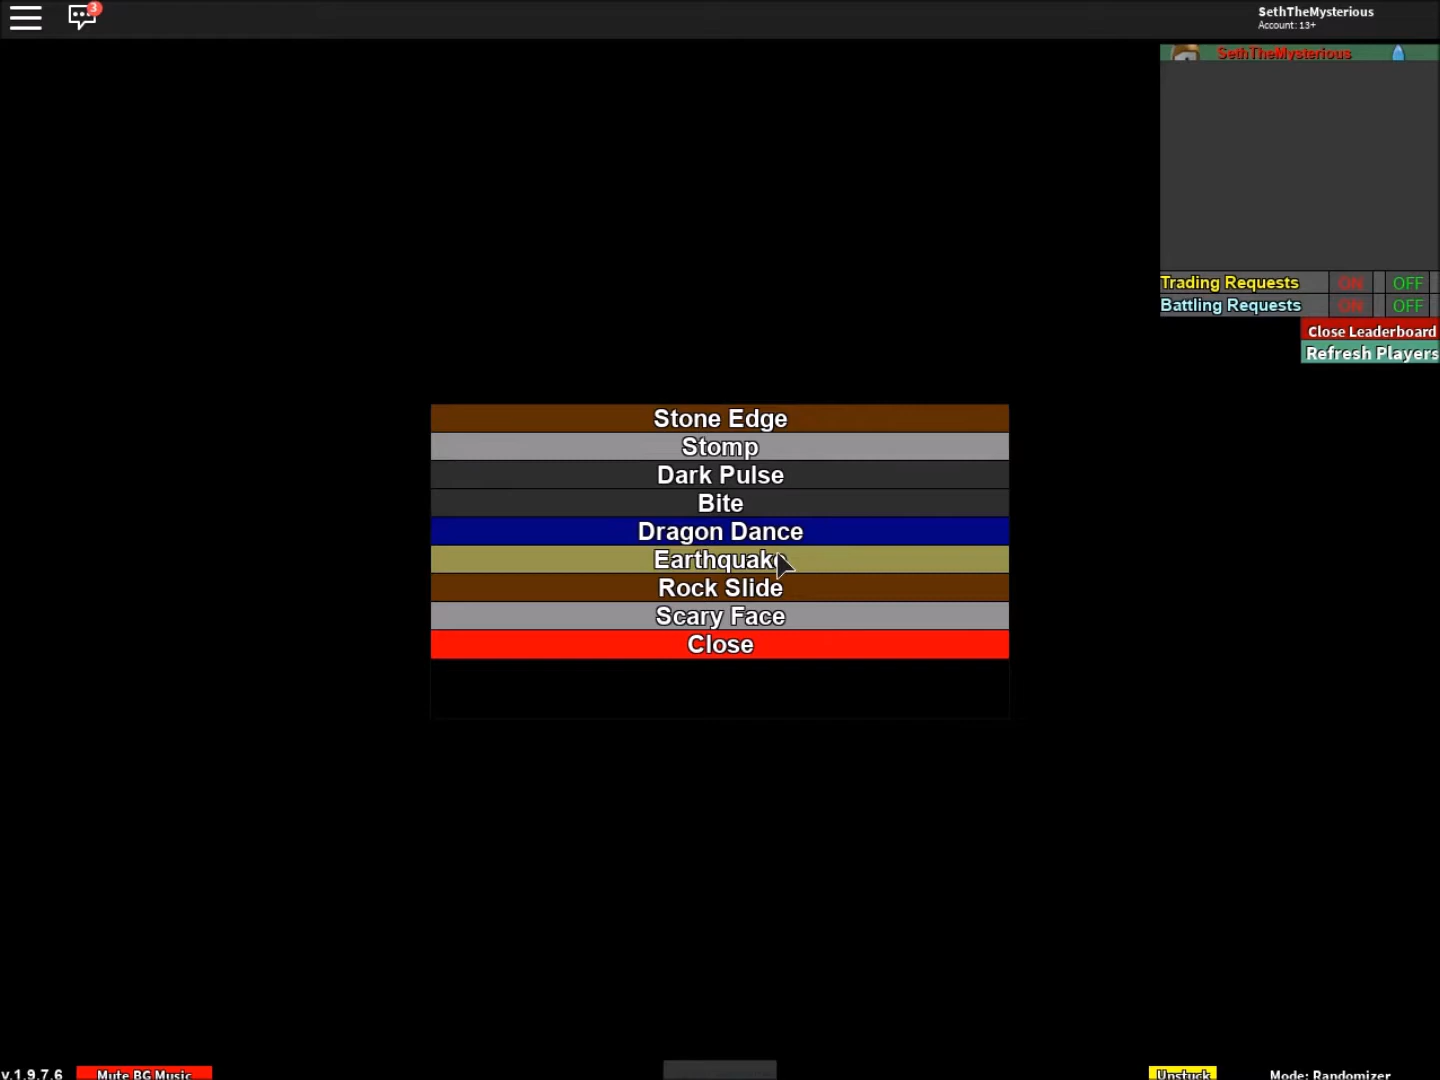 3
SethTheMysterious
Account: 13+
SethTheMysterious
Trading Requests ON OFF
Battling Requests ON OFF
Close Leaderboard
Refresh Players
Stone Edge
Stomp
Dark Pulse
Bite
Dragon Dance
Earthquake
Rock Slide
Scary Face
Close
v.1.9.7.6
Mute BG Music
Unstuck
Mode: Randomizer